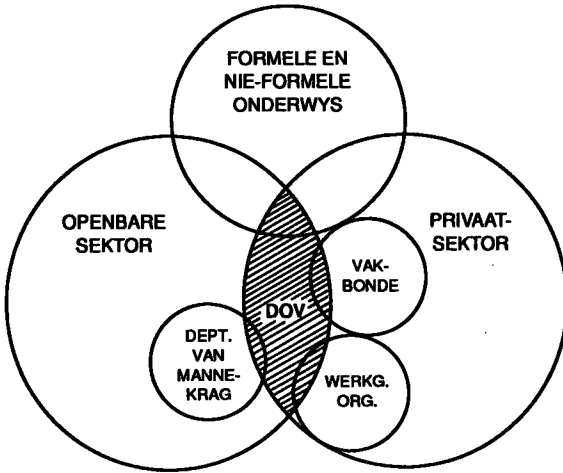 FORMELE EN
NIE-FORMELE
ONDERWYS
OPENBARE
SEKTOR
PRIVAAT-
SEKTOR
VAK-
BONDE
DOV
DEPT.
VAN
MANNE-
KRAG
WERKG.
ORG.